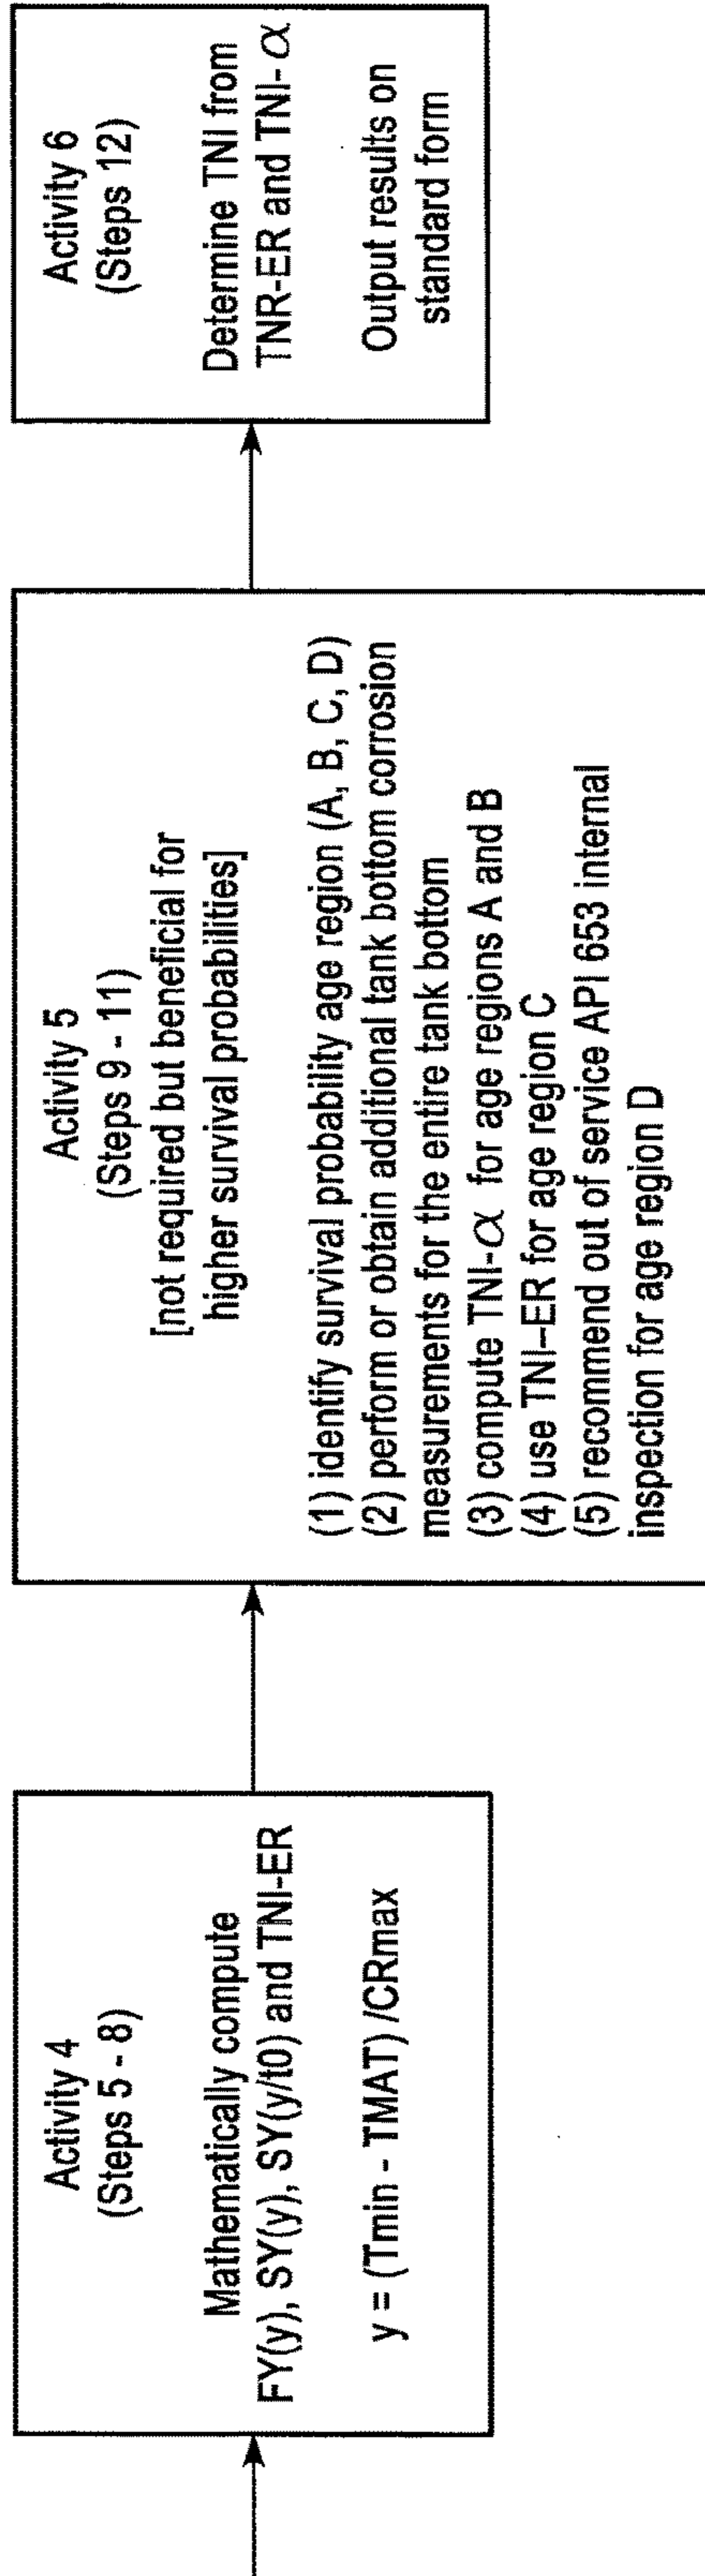 Activity 4
(Steps 5 - 8)
Mathematically compute
FY(y), SY(y), SY(y/t0) and TNI-ER
y = (Tmin - TMAT) /CRmax
Activity 5
(Steps 9 - 11)
[not required but beneficial for
higher survival probabilities]
(1) identify survival probability age region (A, B, C, D)
(2) perform or obtain additional tank bottom corrosion
measurements for the entire tank bottom
(3) compute TNI-α for age regions A and B
(4) use TNI–ER for age region C
(5) recommend out of service API 653 internal
inspection for age region D
Activity 6
(Steps 12)
Determine TNI from
TNR-ER and TNI-α
Output results on
standard form